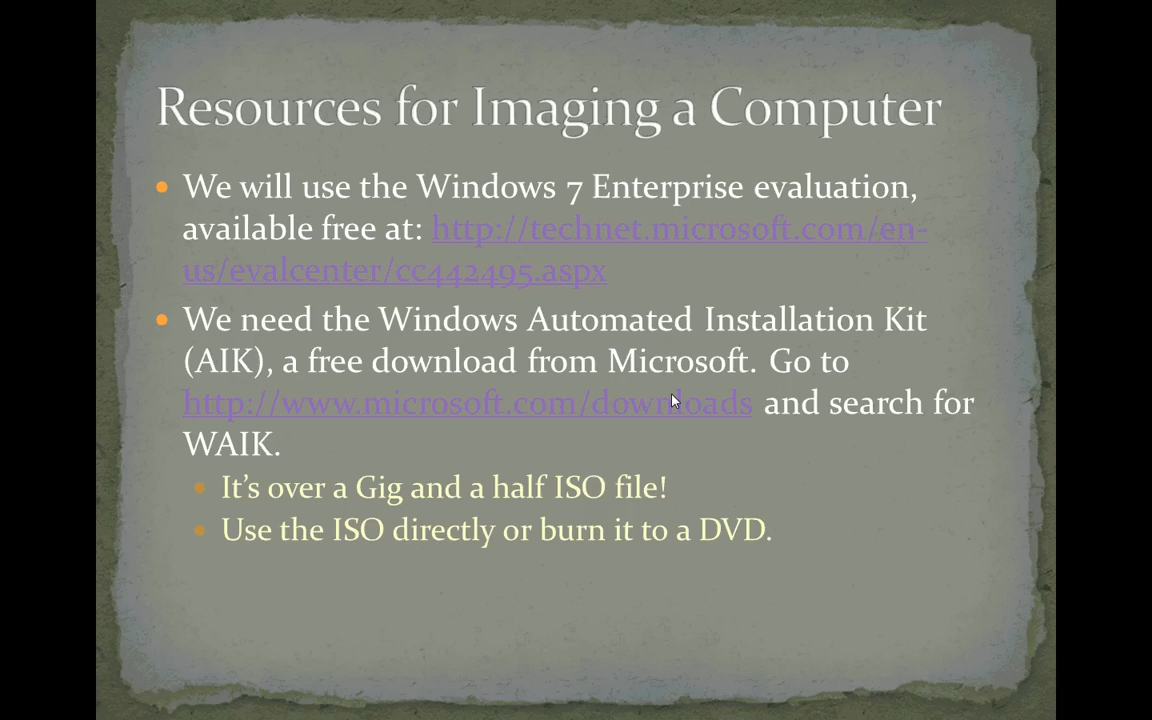 Resources for Imaging a Computer
We will use the Windows 7 Enterprise evaluation,
available free at: http://technet.microsoft.com/en-
us/evalcenter/cc442495.aspx
We need the Windows Automated Installation Kit
(AIK), a free download from Microsoft. Go to
http://www.microsoft.com/downloads and search for
WAIK.
It's over a Gig and a half ISO file!
Use the ISO directly or burn it to a DVD.